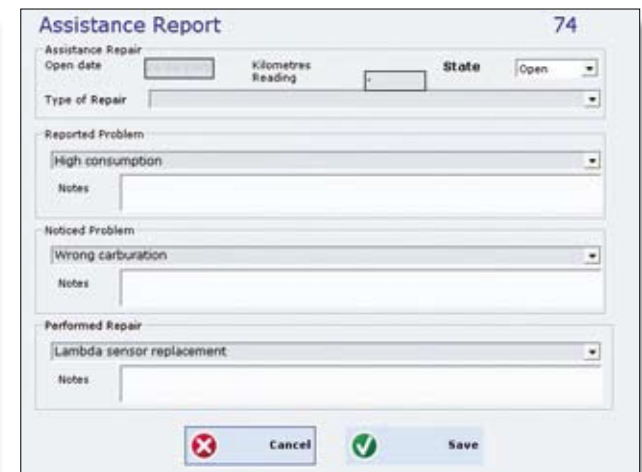 Assistance Report 74
Assistance Repair
Open date Kilometres Reading State Open
Type of Repair
Reported Problem
High consumption
Notes
Noticed Problem
Wrong carburation
Notes
Performed Repair
Lambda sensor replacement
Notes
Cancel Save